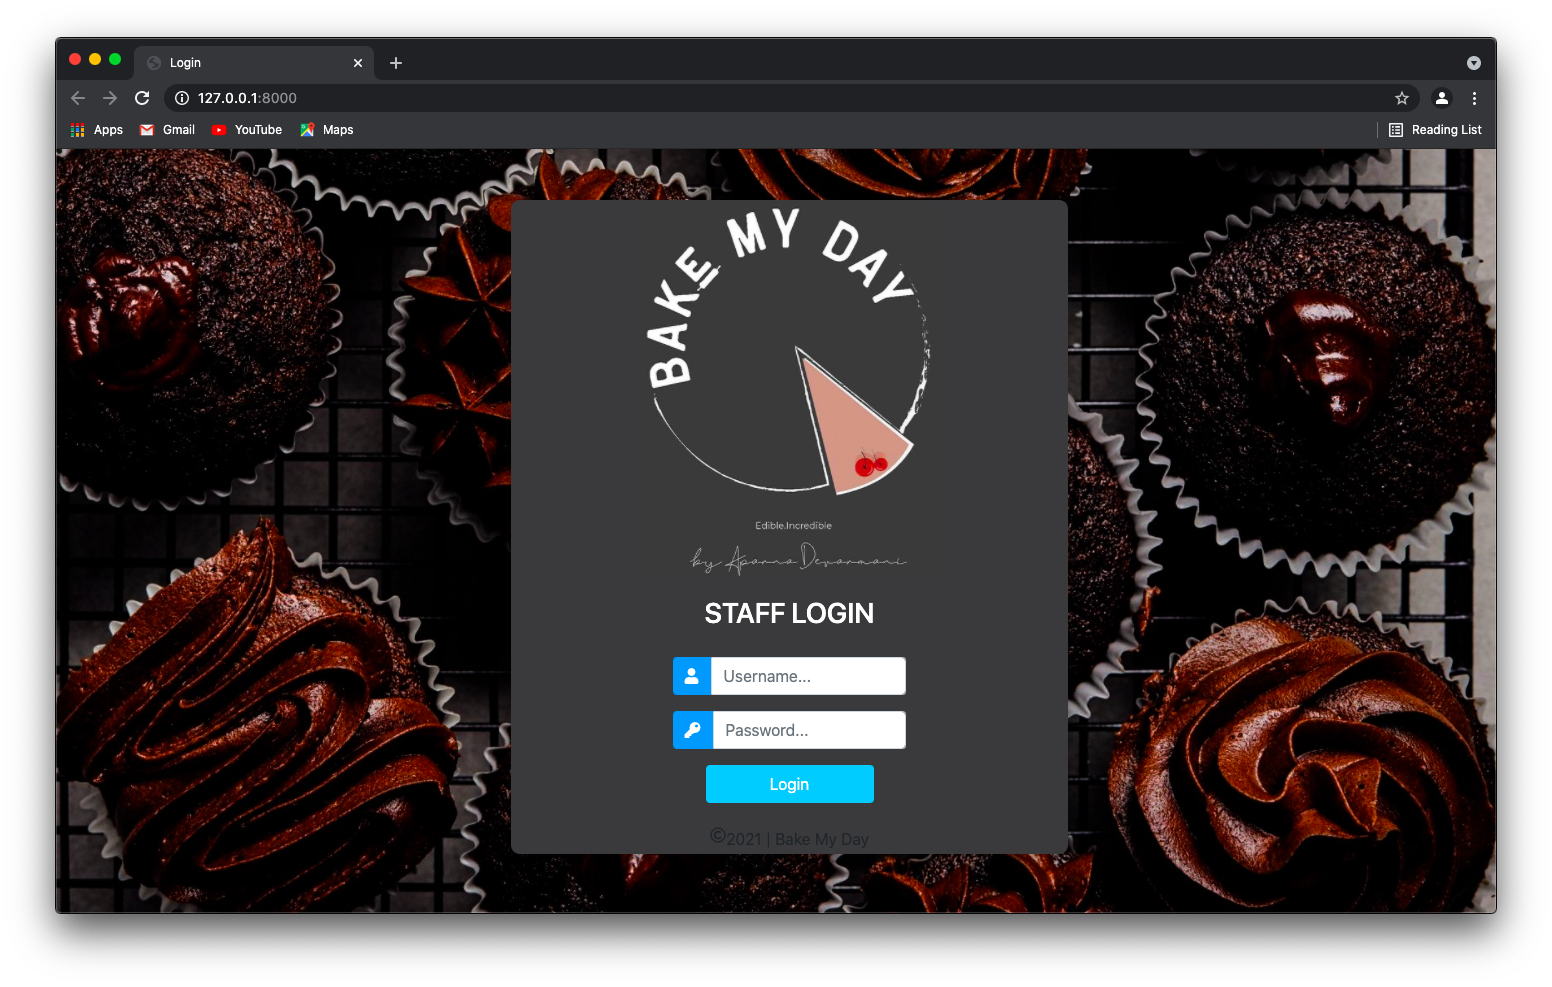 Login
127.0.0.1:8000
Apps Gmail YouTube Maps Reading List
BAKE MY DAY
Edible.Incredible
by Aparna Devarmani
STAFF LOGIN
Username...
Password...
Login
©2021 | Bake My Day